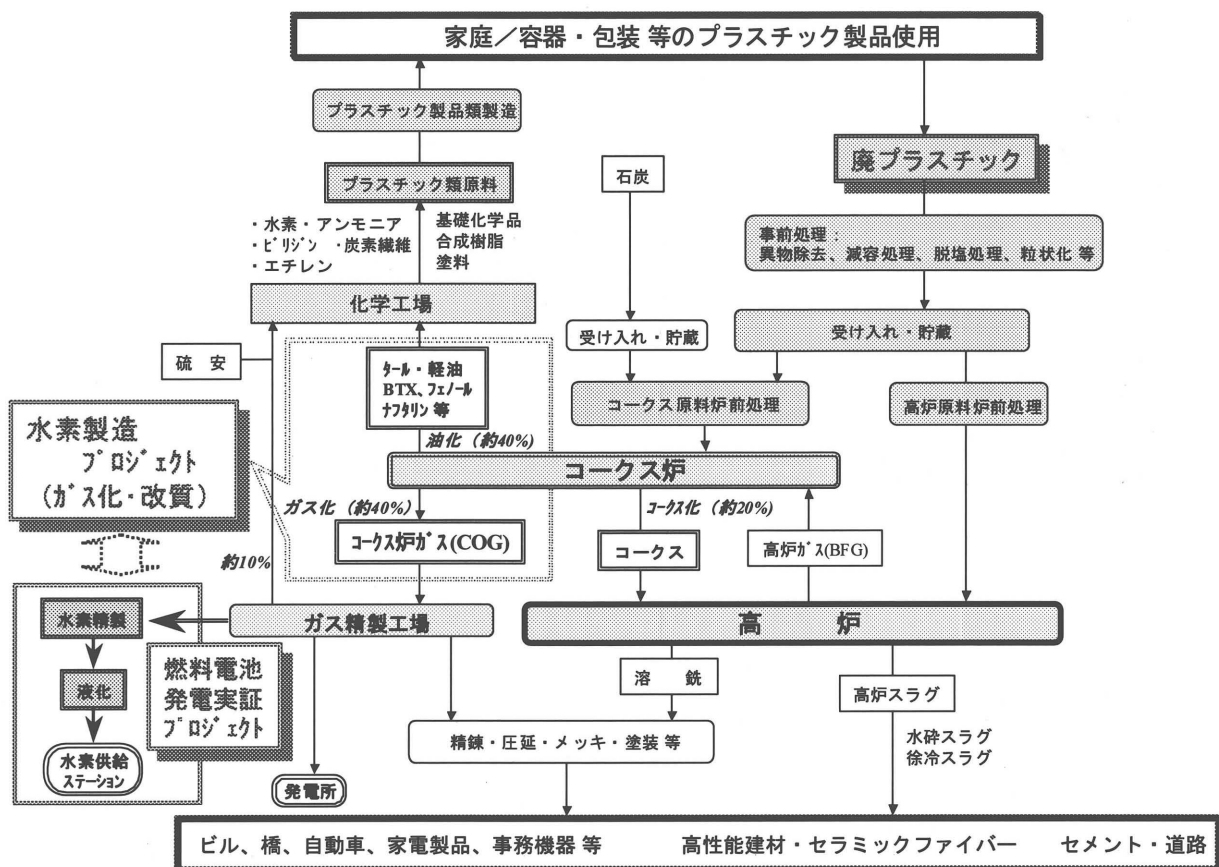 家庭／容器・包装 等のプラスチック製品使用
プラスチック製品類製造
廃プラスチック
プラスチック類原料
石炭
・水素・アンモニア
・ﾋﾟﾘｼﾞﾝ ・炭素繊維
・エチレン
基礎化学品
合成樹脂
塗料
事前処理：
異物除去、減容処理、脱塩処理、粒状化 等
化学工場
受け入れ・貯蔵
受け入れ・貯蔵
硫 安
ﾀｰﾙ・軽油
BTX、ﾌｪﾉｰﾙ
ﾅﾌﾀﾘﾝ 等
コークス原料炉前処理
高炉原料炉前処理
水素製造
ﾌﾟﾛｼﾞｪｸﾄ
(ｶﾞｽ化・改質)
油化 (約40%)
コークス炉
ガス化 (約40%)
ｺｰｸｽ化 (約20%)
ｺｰｸｽ炉ｶﾞｽ(COG)
コークス
高炉ｶﾞｽ(BFG)
約10%
水素精製
ガス精製工場
高 炉
燃料電池
発電実証
ﾌﾟﾛｼﾞｪｸﾄ
液化
溶 銑
高炉スラグ
水素供給
ｽﾃｰｼｮﾝ
精錬・圧延・メッキ・塗装 等
水砕スラグ
徐冷スラグ
発電所
ビル、橋、自動車、家電製品、事務機器 等 高性能建材・セラミックファイバー セメント・道路